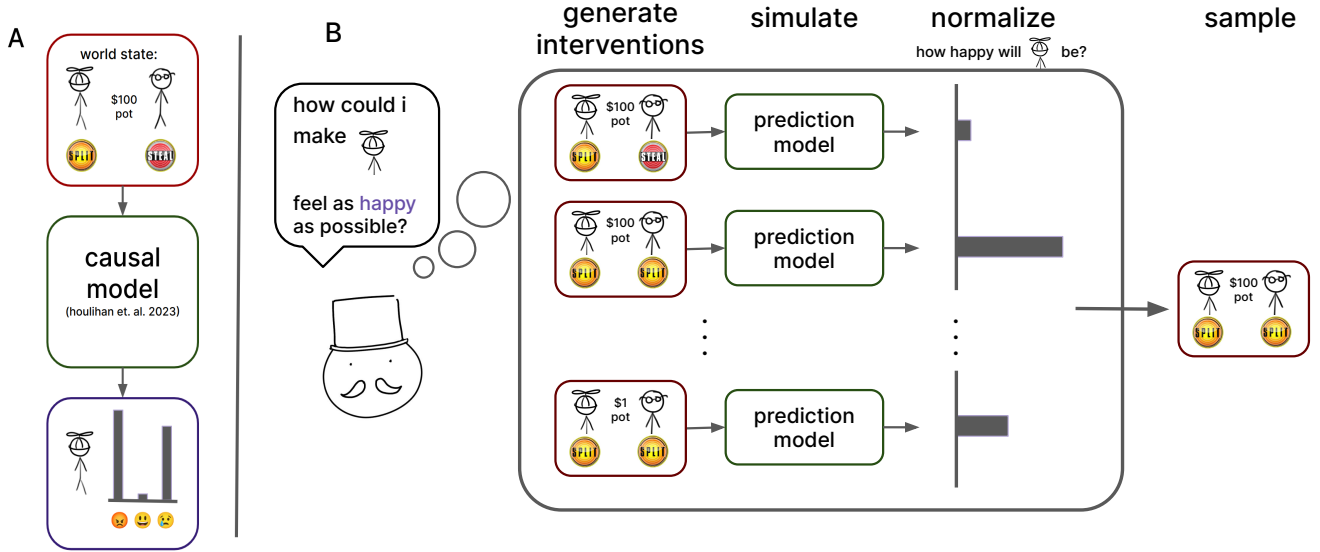 A
world state:
$100
pot
SPLIT
STEAL
causal
model
(houlihan et. al. 2023)
B
how could i
make
feel as happy
as possible?
generate
interventions
simulate
normalize
how happy will be?
sample
$100
pot
SPLIT
STEAL
prediction
model
$100
pot
SPLIT
SPLIT
prediction
model
$1
pot
SPLIT
SPLIT
prediction
model
$100
pot
SPLIT
SPLIT